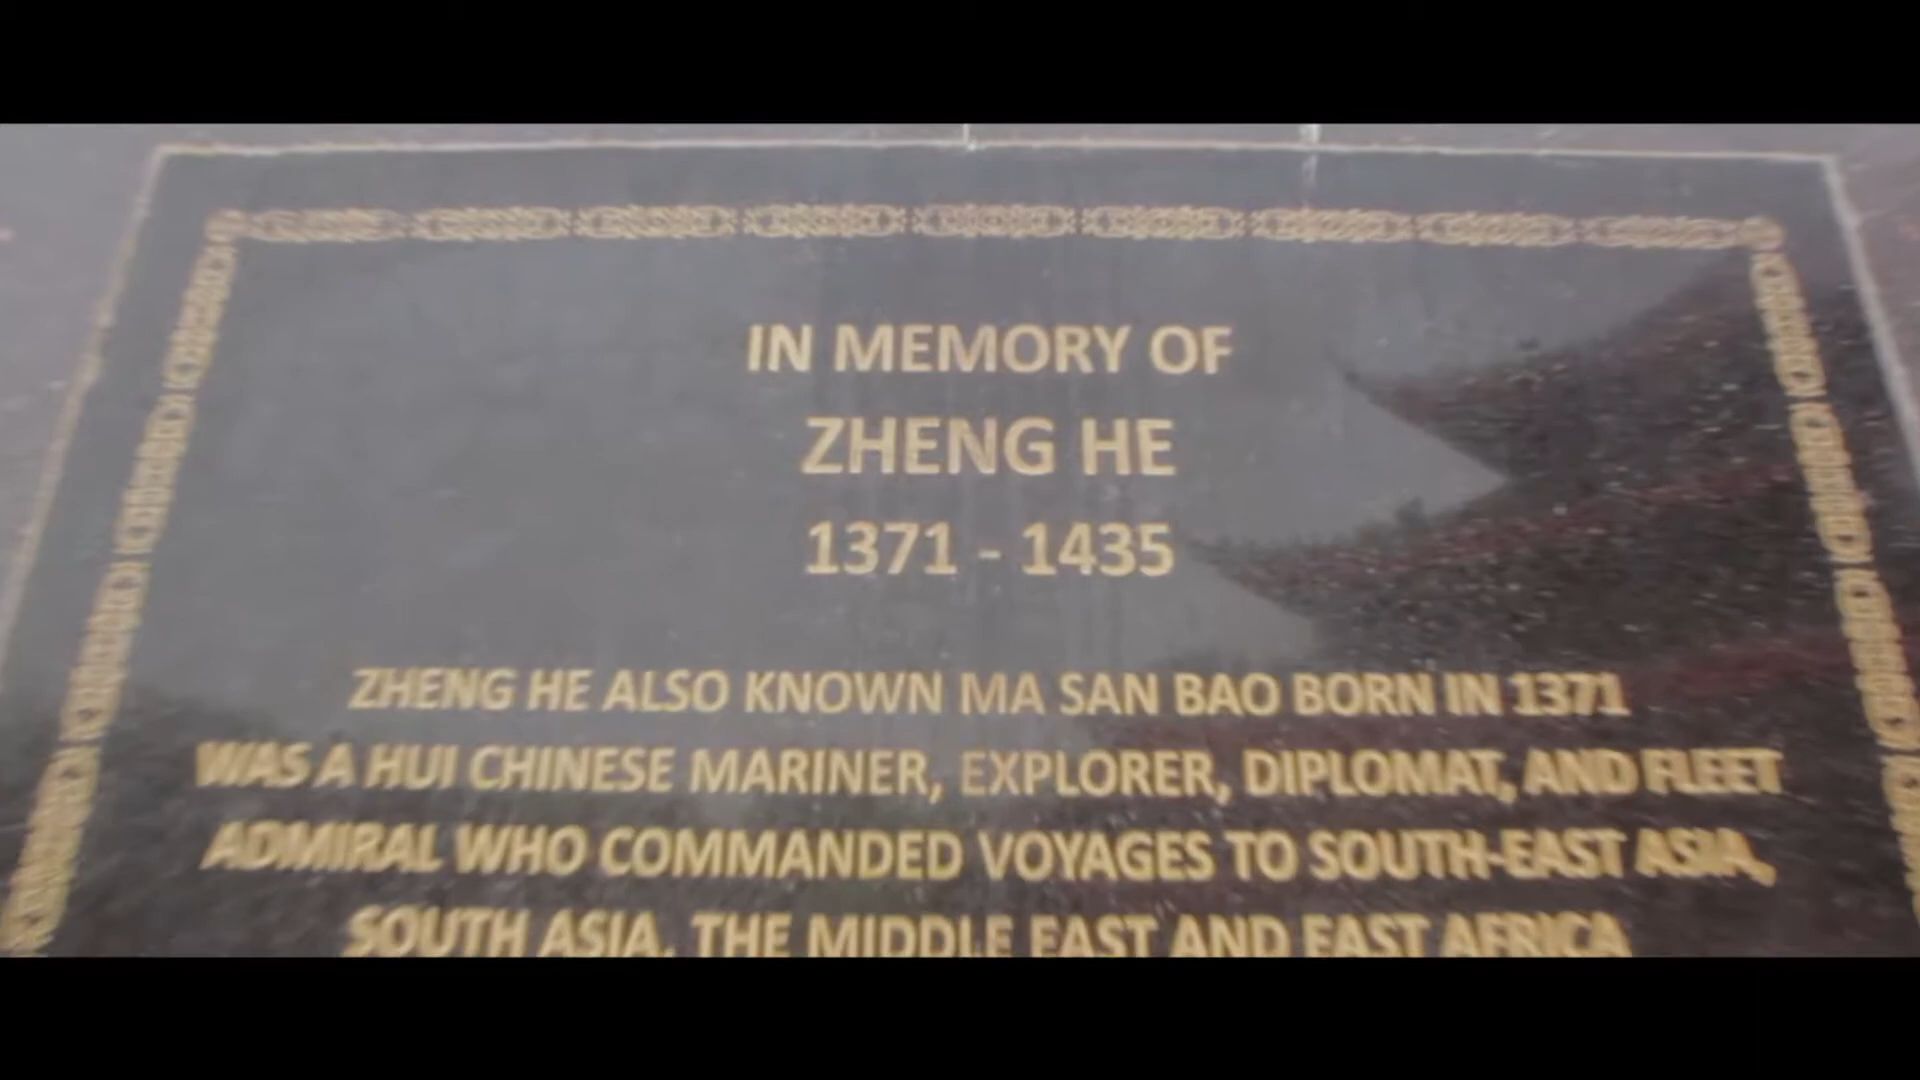 IN MEMORY OF
ZHENG HE
1371 - 1435
ZHENG HE ALSO KNOWN MA SAN BAO BORN IN 1371
WAS A HUI CHINESE MARINER, EXPLORER, DIPLOMAT, AND FLEET
ADMIRAL WHO COMMANDED VOYAGES TO SOUTH-EAST ASIA,
SOUTH ASIA, THE MIDDLE EAST AND EAST AFRICA